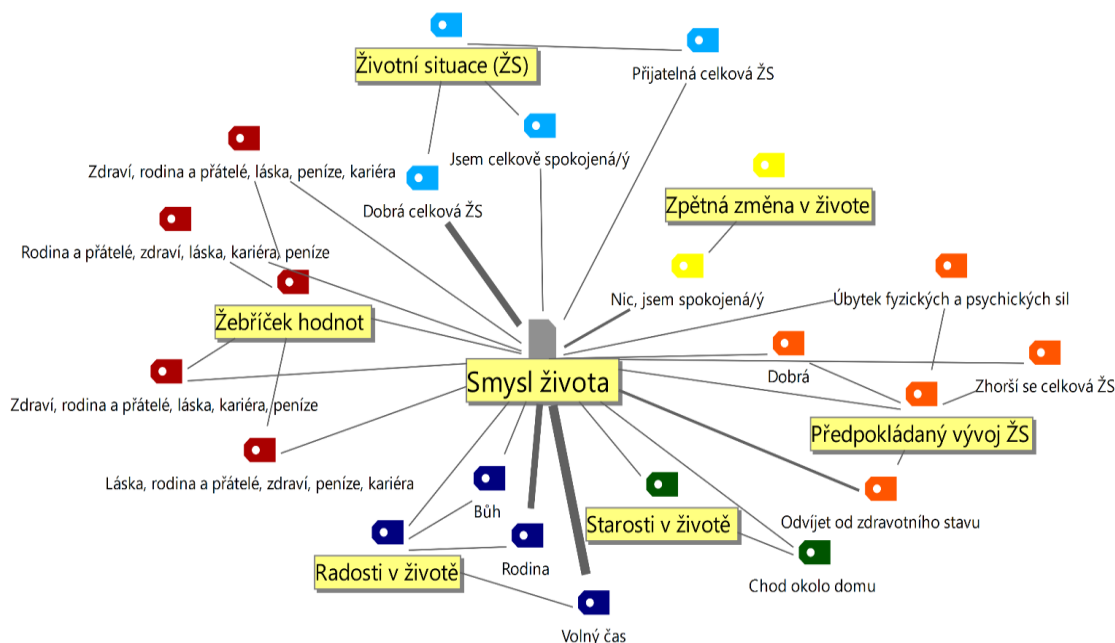 Životní situace (ŽS)
Přijatelná celková ŽS
Jsem celkově spokojená/ý
Zdraví, rodina a přátelé, láska, peníze, kariéra
Dobrá celková ŽS
Zpětná změna v živote
Rodina a přátelé, zdraví, láska, kariéra, peníze
Nic, jsem spokojená/ý
Úbytek fyzických a psychických sil
Žebříček hodnot
Smysl života
Dobrá
Zhorší se celková ŽS
Zdraví, rodina a přátelé, láska, kariéra, peníze
Předpokládaný vývoj ŽS
Láska, rodina a přátelé, zdraví, peníze, kariéra
Bůh
Starosti v životě
Odvíjet od zdravotního stavu
Radosti v životě
Rodina
Chod okolo domu
Volný čas